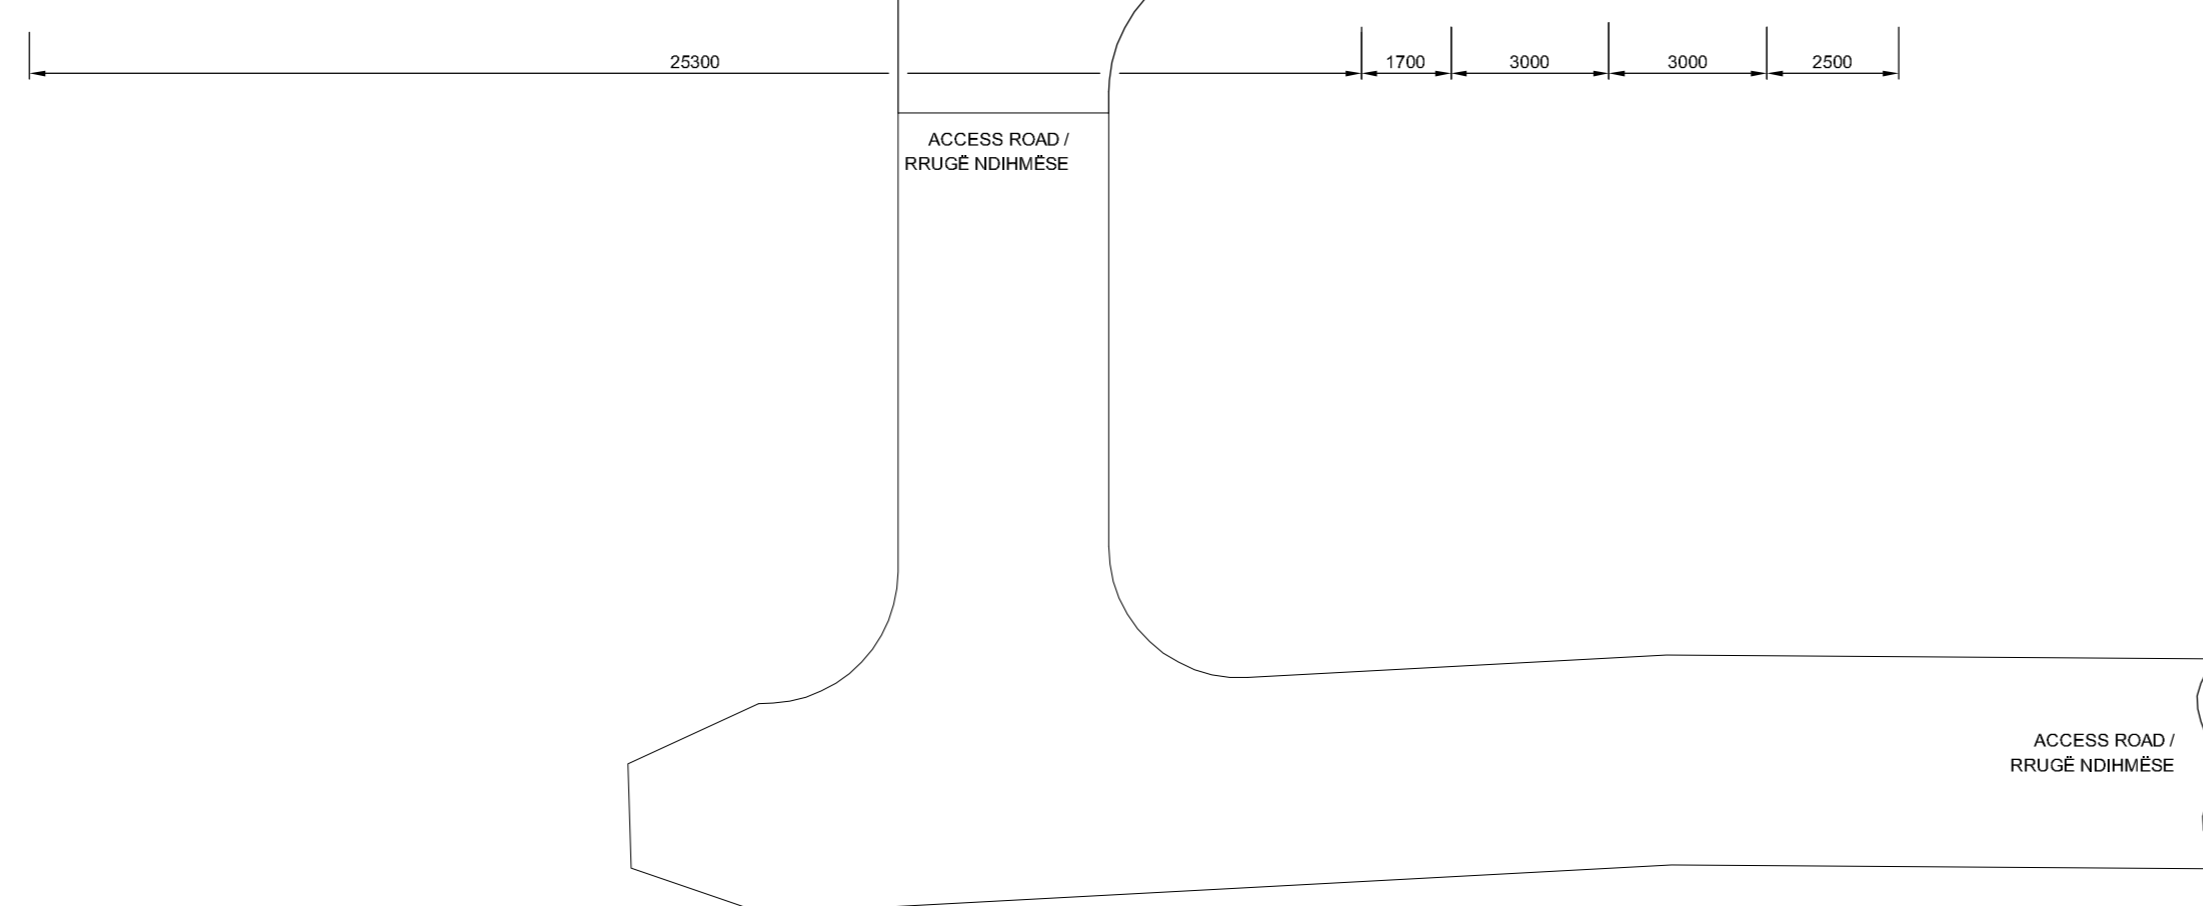 25300
1700
3000
3000
2500
ACCESS ROAD /
RRUGË NDIHMËSE
ACCESS ROAD /
RRUGË NDIHMËSE